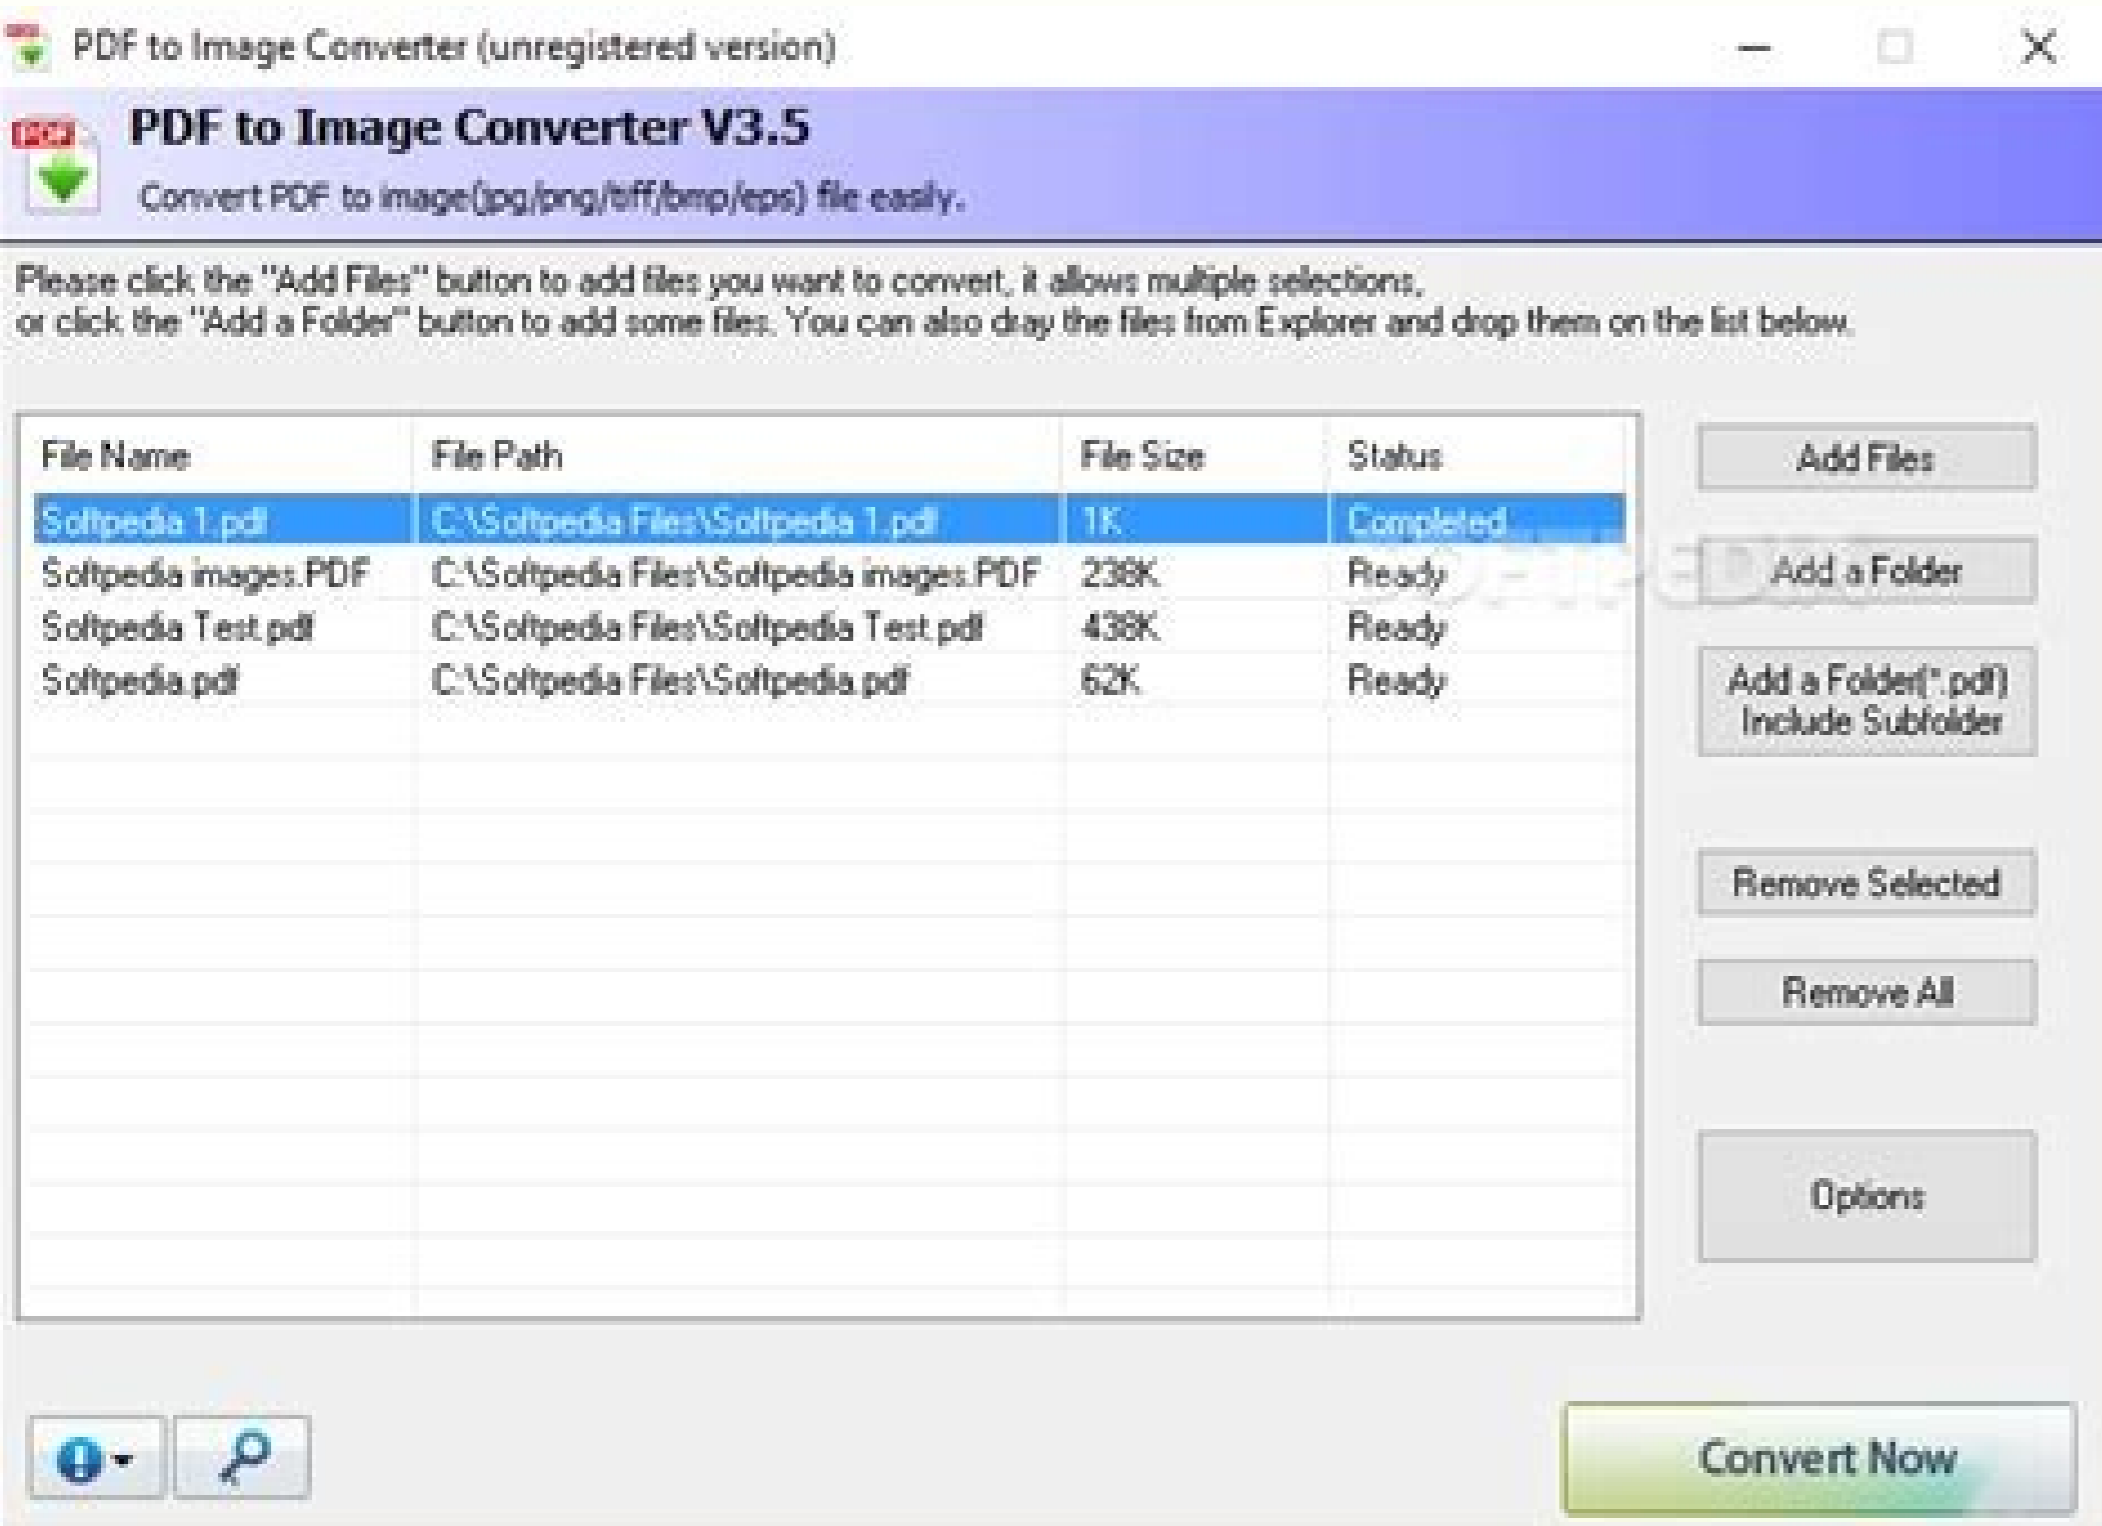 PDF to Image Converter (unregistered version)
PDF
PDF to Image Converter V3.5
Convert PDF to image(jpg/png/tiff/bmp/eps) file easily.
Please click the "Add Files" button to add files you want to convert, it allows multiple selections,
or click the "Add a Folder" button to add some files. You can also dray the files from Explorer and drop them on the list below.
File Name File Path File Size Status
Softpedia 1.pdf C:\Softpedia Files\Softpedia 1.pdf 1K Completed
Softpedia images.PDF C:\Softpedia Files\Softpedia images.PDF 238K Ready
Softpedia Test.pdf C:\Softpedia Files\Softpedia Test.pdf 438K Ready
Softpedia.pdf C:\Softpedia Files\Softpedia.pdf 62K Ready
SOFTPEDIA
Add Files
Add a Folder
Add a Folder(*.pdf)
Include Subfolder
Remove Selected
Remove All
Options
Convert Now